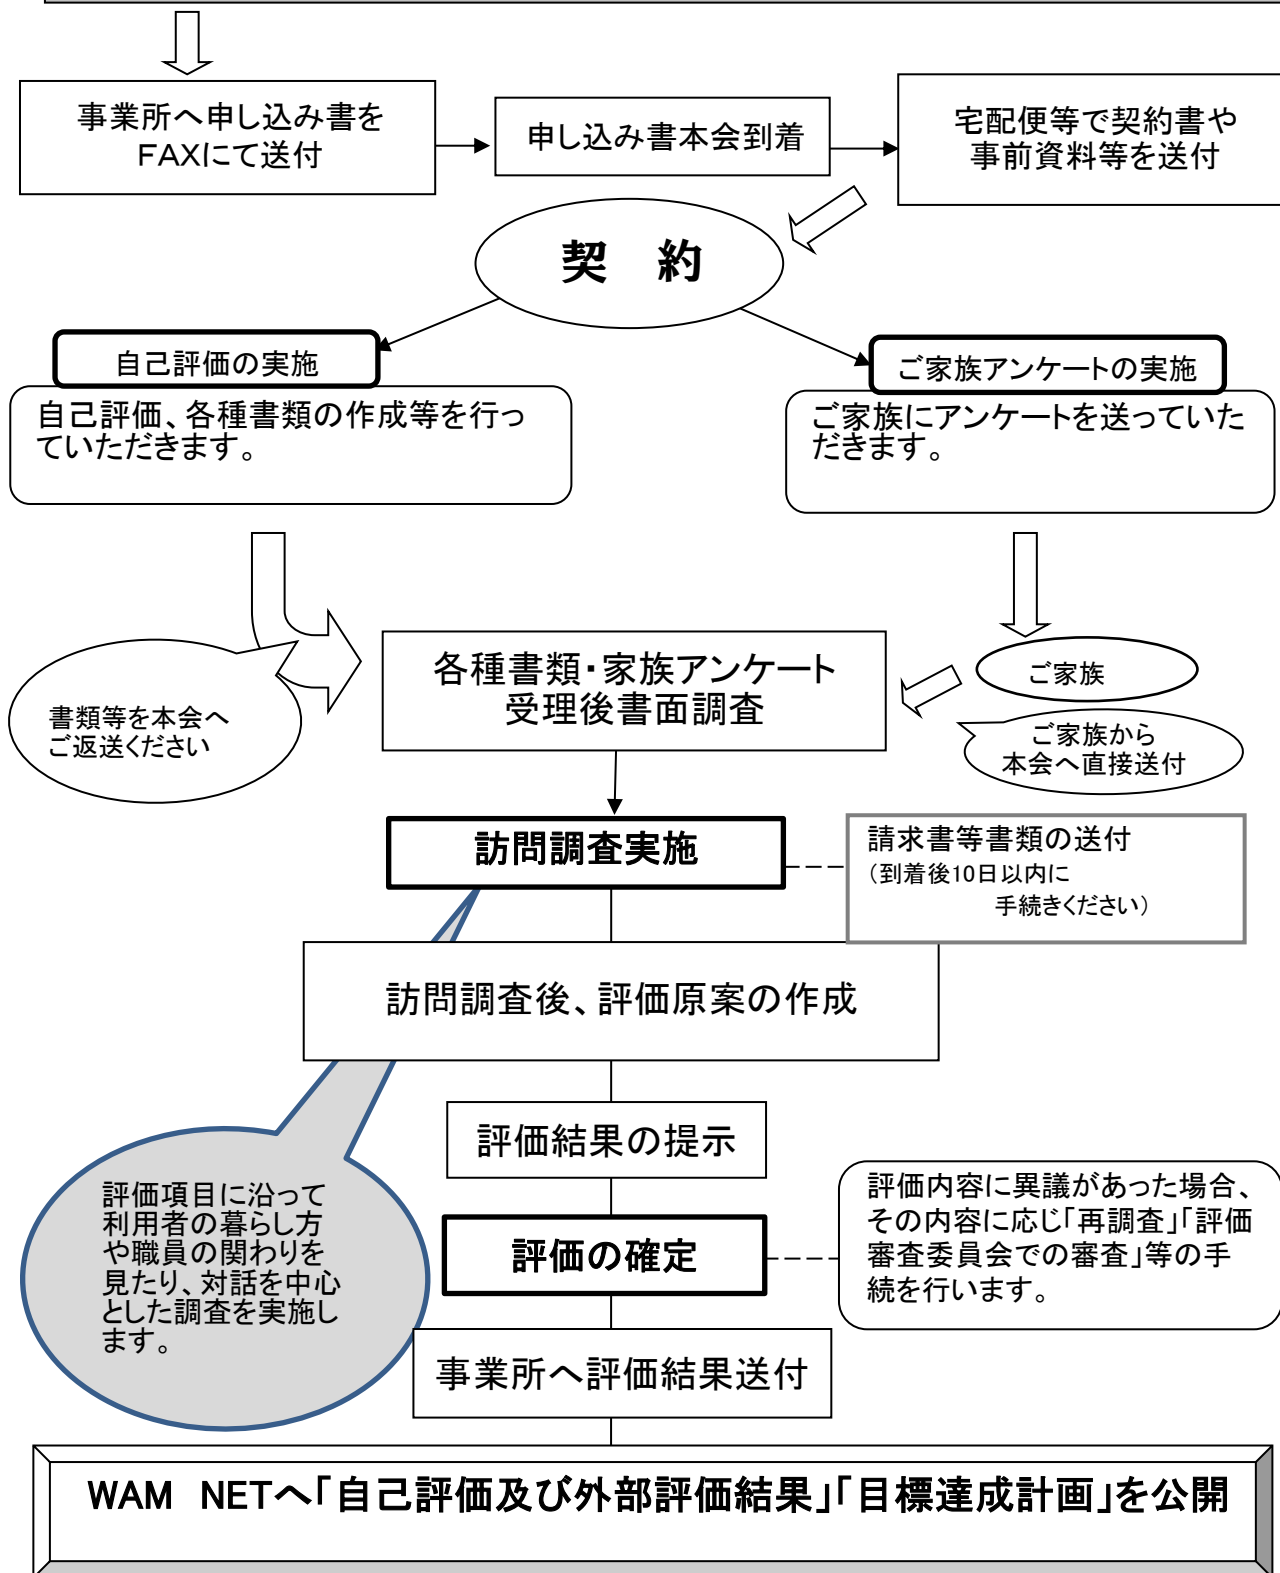 事業所へ申し込み書を
FAXにて送付
申し込み書本会到着
宅配便等で契約書や
事前資料等を送付
契　約
自己評価の実施
自己評価、各種書類の作成等を行っ
ていただきます。
ご家族アンケートの実施
ご家族にアンケートを送っていた
だきます。
書類等を本会へ
ご返送ください
各種書類・家族アンケート
受理後書面調査
ご家族
ご家族から
本会へ直接送付
訪問調査実施
請求書等書類の送付
（到着後10日以内に
手続きください）
訪問調査後、評価原案の作成
評価結果の提示
評価項目に沿って
利用者の暮らし方
や職員の関わりを
見たり、対話を中心
とした調査を実施し
ます。
評価の確定
評価内容に異議があった場合、
その内容に応じ「再調査」「評価
審査委員会での審査」等の手
続を行います。
事業所へ評価結果送付
WAM　NETへ「自己評価及び外部評価結果」「目標達成計画」を公開